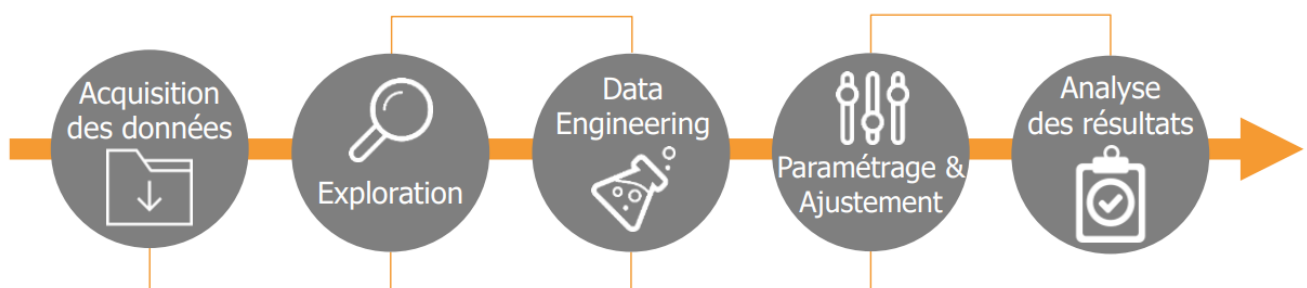 Acquisition
des données
Exploration
Data
Engineering
Paramétrage &
Ajustement
Analyse
des résultats